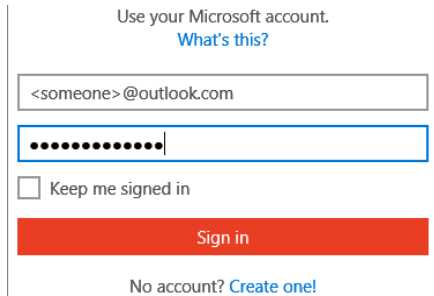 Use your Microsoft account.
What's this?
<someone>@outlook.com
●●●●●●●●●●●●●
Keep me signed in
Sign in
No account? Create one!